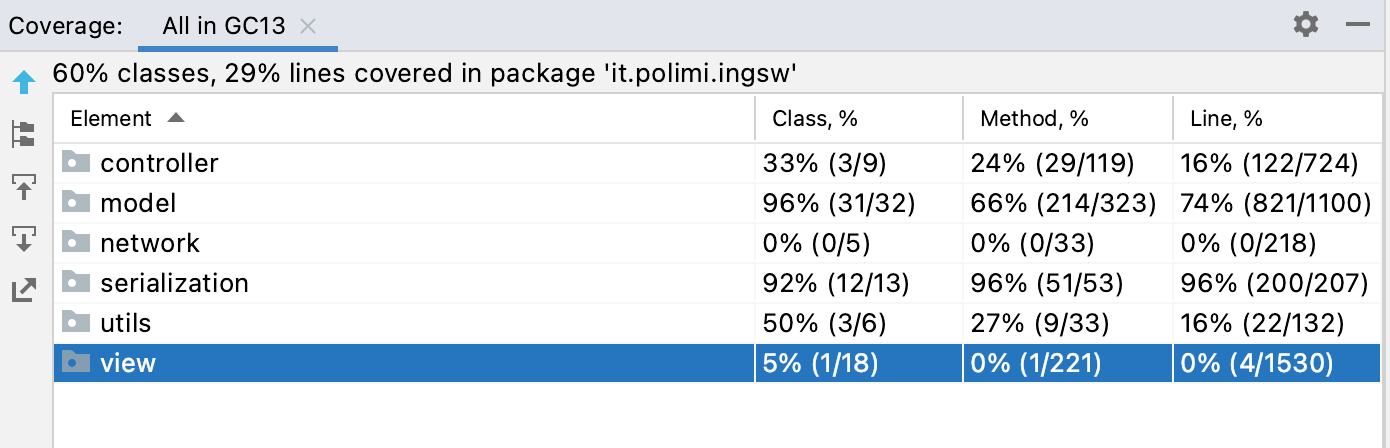 Coverage: All in GC13
60% classes, 29% lines covered in package 'it.polimi.ingsw'
Element Class, % Method, % Line, %
controller 33% (3/9) 24% (29/119) 16% (122/724)
model 96% (31/32) 66% (214/323) 74% (821/1100)
network 0% (0/5) 0% (0/33) 0% (0/218)
serialization 92% (12/13) 96% (51/53) 96% (200/207)
utils 50% (3/6) 27% (9/33) 16% (22/132)
view 5% (1/18) 0% (1/221) 0% (4/1530)